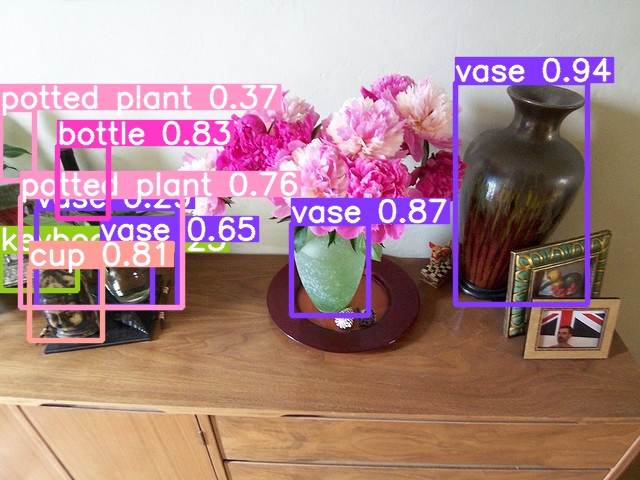 vase 0.94
potted plant 0.37
bottle 0.83
potted plant 0.76
vase 0.87
vase 0.65
cup 0.81